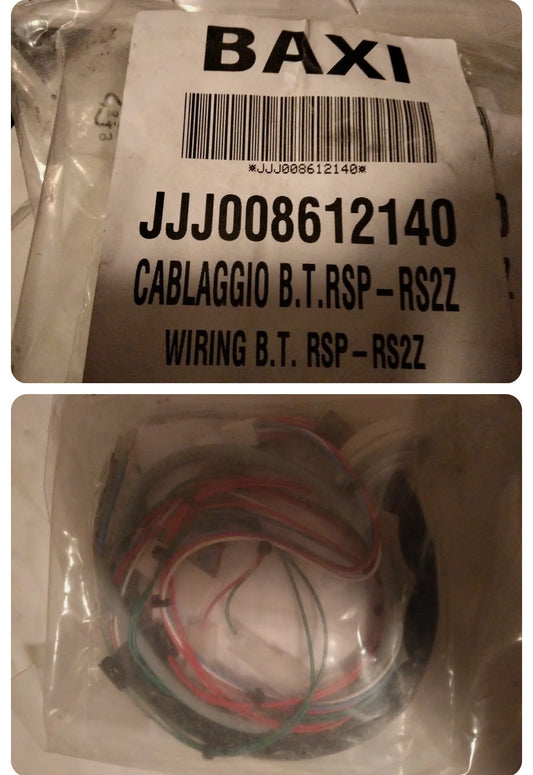 BAXI
*JJJ008612140*
JJJ008612140
CABLAGGIO B.T.RSP-RS2Z
WIRING B.T. RSP-RS2Z